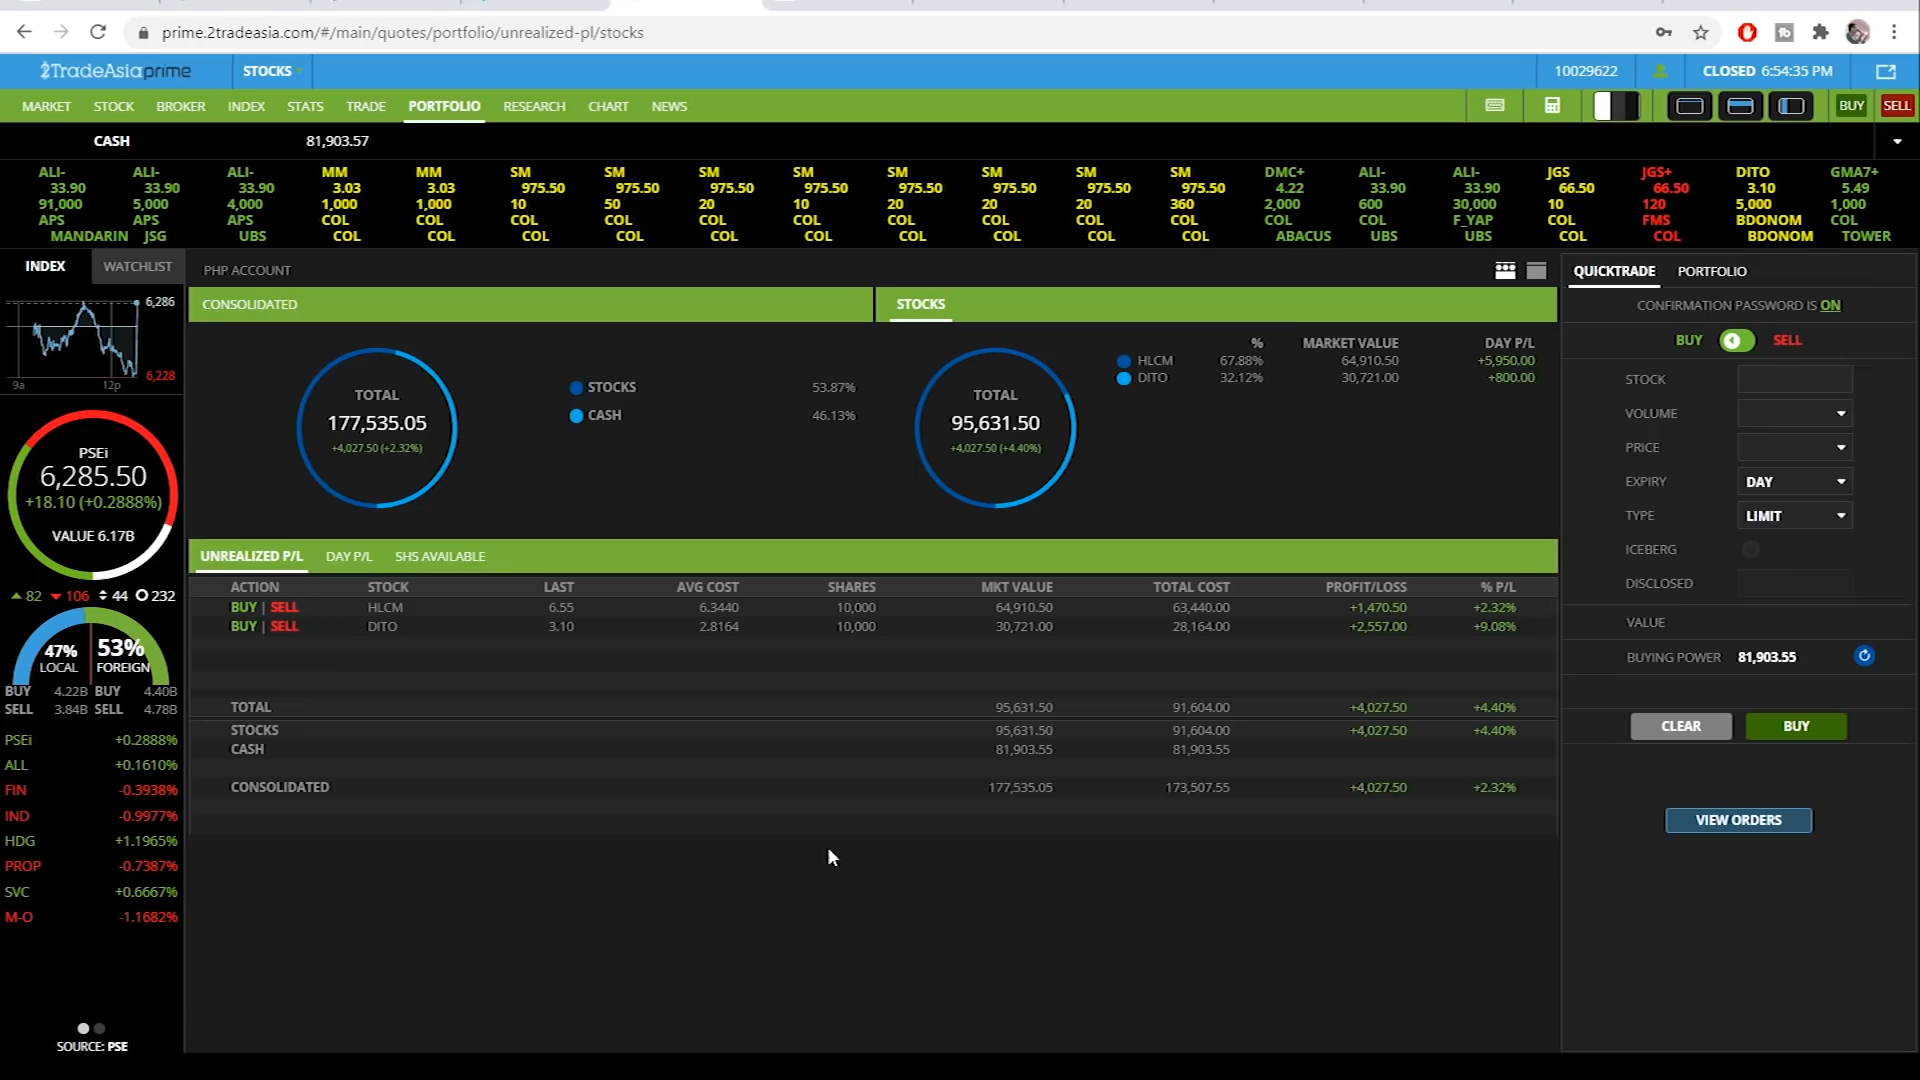 prime.2tradeasia.com/#/main/quotes/portfolio/unrealized-pl/stocks
2TradeAsiaprime STOCKS 10029622 CLOSED 6:54:35 PM
MARKET STOCK BROKER INDEX STATS TRADE PORTFOLIO RESEARCH CHART NEWS BUY SELL
CASH 81,903.57
ALI- ALI- ALI- MM MM SM SM SM SM SM SM SM SM DMC+ ALI- ALI- JGS JGS+ DITO GMA7+
33.90 33.90 33.90 3.03 3.03 975.50 975.50 975.50 975.50 975.50 975.50 975.50 975.50 4.22 33.90 33.90 66.50 66.50 3.10 5.49
91,000 5,000 4,000 1,000 1,000 10 50 20 10 20 20 20 360 2,000 600 30,000 10 120 5,000 1,000
APS APS APS COL COL COL COL COL COL COL COL COL COL COL COL F_YAP COL FMS BDONOM COL
MANDARIN JSG UBS COL COL COL COL COL COL COL COL COL COL ABACUS UBS UBS COL COL BDONOM TOWER
INDEX WATCHLIST
6,286
6,228
9a 12p
PSEi
6,285.50
+18.10 (+0.2888%)
VALUE 6.17B
82 106 44 232
47% 53%
LOCAL FOREIGN
BUY 4.22B BUY 4.40B
SELL 3.84B SELL 4.78B
PSEi +0.2888%
ALL +0.1610%
FIN -0.3938%
IND -0.9977%
HDG +1.1965%
PROP -0.7387%
SVC +0.6667%
M-O -1.1682%
SOURCE: PSE
PHP ACCOUNT
CONSOLIDATED
TOTAL
177,535.05
+4,027.50 (+2.32%)
STOCKS 53.87%
CASH 46.13%
STOCKS
TOTAL
95,631.50
+4,027.50 (+4.40%)
% MARKET VALUE DAY P/L
HLCM 67.88% 64,910.50 +5,950.00
DITO 32.12% 30,721.00 +800.00
UNREALIZED P/L DAY P/L SHS AVAILABLE
ACTION STOCK LAST AVG COST SHARES MKT VALUE TOTAL COST PROFIT/LOSS % P/L
BUY | SELL HLCM 6.55 6.3440 10,000 64,910.50 63,440.00 +1,470.50 +2.32%
BUY | SELL DITO 3.10 2.8164 10,000 30,721.00 28,164.00 +2,557.00 +9.08%
TOTAL 95,631.50 91,604.00 +4,027.50 +4.40%
STOCKS 95,631.50 91,604.00 +4,027.50 +4.40%
CASH 81,903.55 81,903.55
CONSOLIDATED 177,535.05 173,507.55 +4,027.50 +2.32%
QUICKTRADE PORTFOLIO
CONFIRMATION PASSWORD IS ON
BUY SELL
STOCK
VOLUME
PRICE
EXPIRY DAY
TYPE LIMIT
ICEBERG
DISCLOSED
VALUE
BUYING POWER 81,903.55
CLEAR BUY
VIEW ORDERS